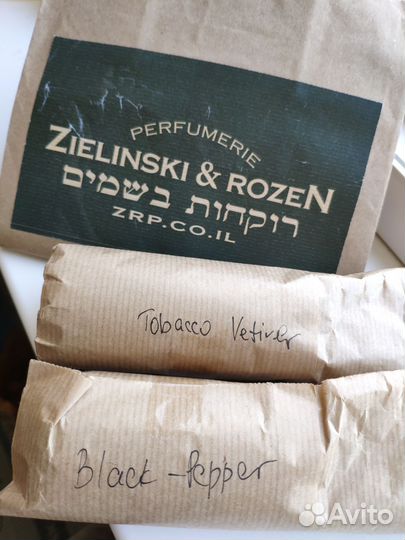 PERFUMERIE
ZIELINSKI & ROZEN
רוקחות בשמים
ZRP.CO.IL
Tobacco Vetiver
Black-Pepper
Avito